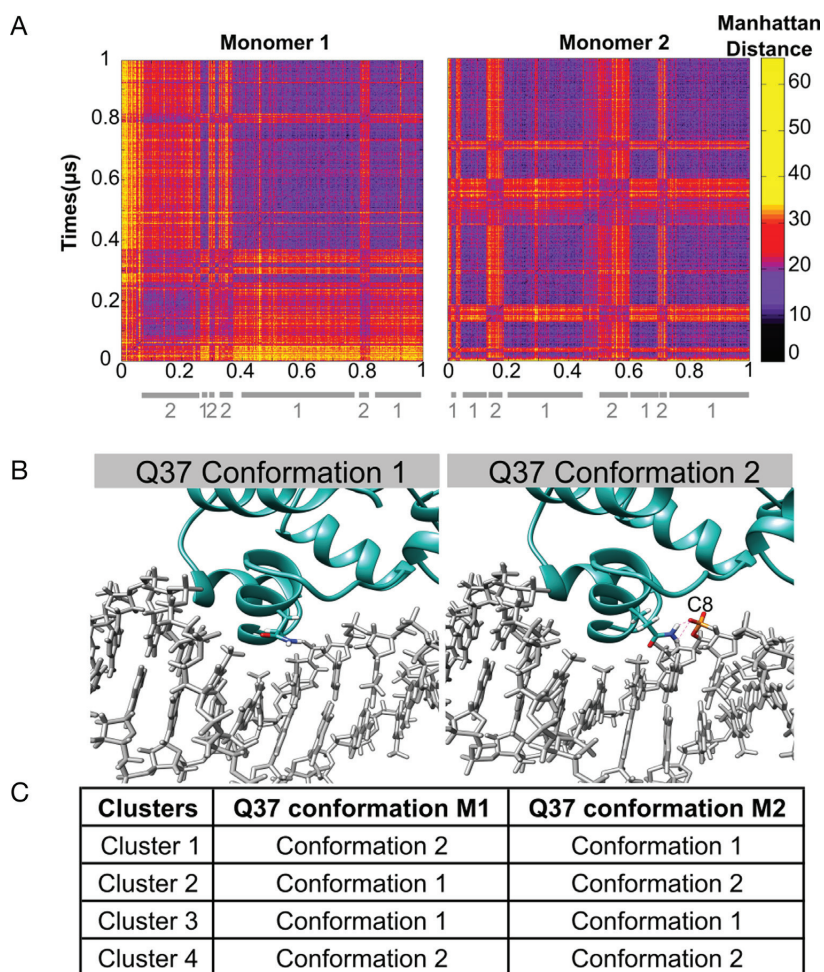 A
Monomer 1
Monomer 2
Manhattan
Distance
Times(µs)
1
0.8
0.6
0.4
0.2
0
0 0.2 0.4 0.6 0.8 1
0 0.2 0.4 0.6 0.8 1
60
50
40
30
20
10
0
2 1 2 2 1 2 1
1 1 2 1 2 1 2 1
B
Q37 Conformation 1
Q37 Conformation 2
C8
C
Clusters Q37 conformation M1 Q37 conformation M2
Cluster 1 Conformation 2 Conformation 1
Cluster 2 Conformation 1 Conformation 2
Cluster 3 Conformation 1 Conformation 1
Cluster 4 Conformation 2 Conformation 2